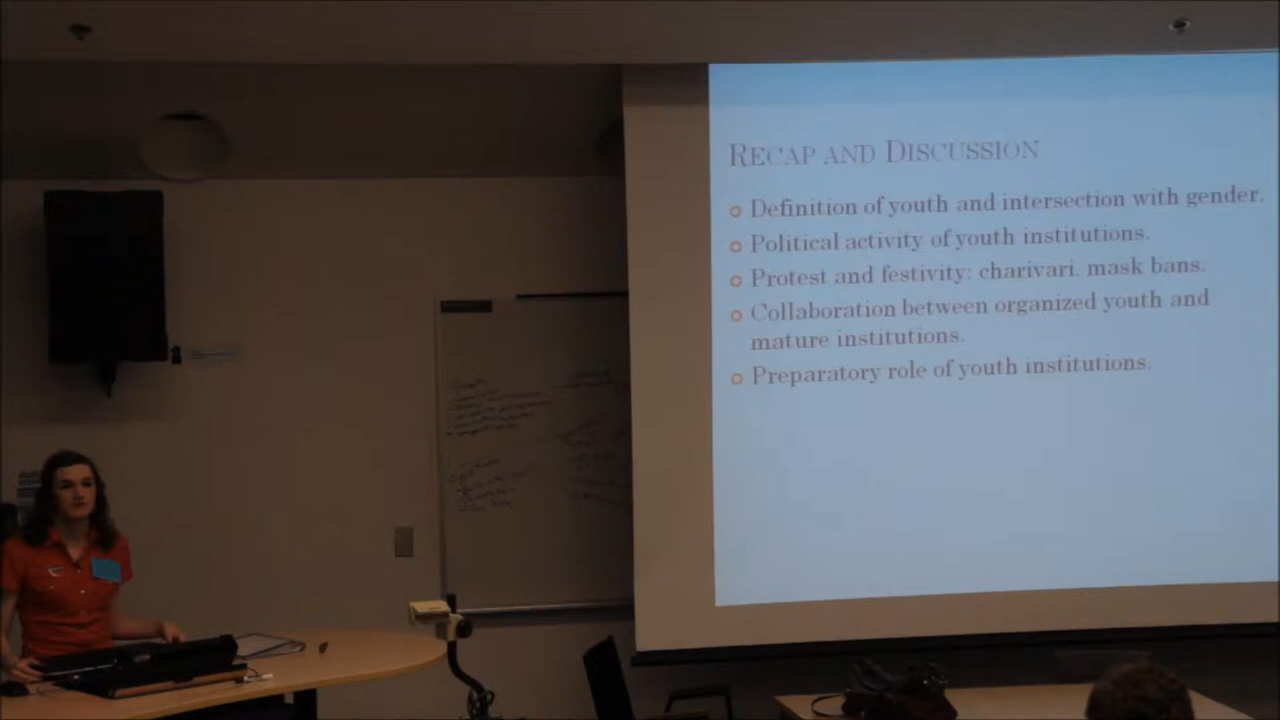 RECAP AND DISCUSSION
Definition of youth and intersection with gender.
Political activity of youth institutions.
Protest and festivity: charivari, mask bans.
Collaboration between organized youth and
mature institutions.
Preparatory role of youth institutions.